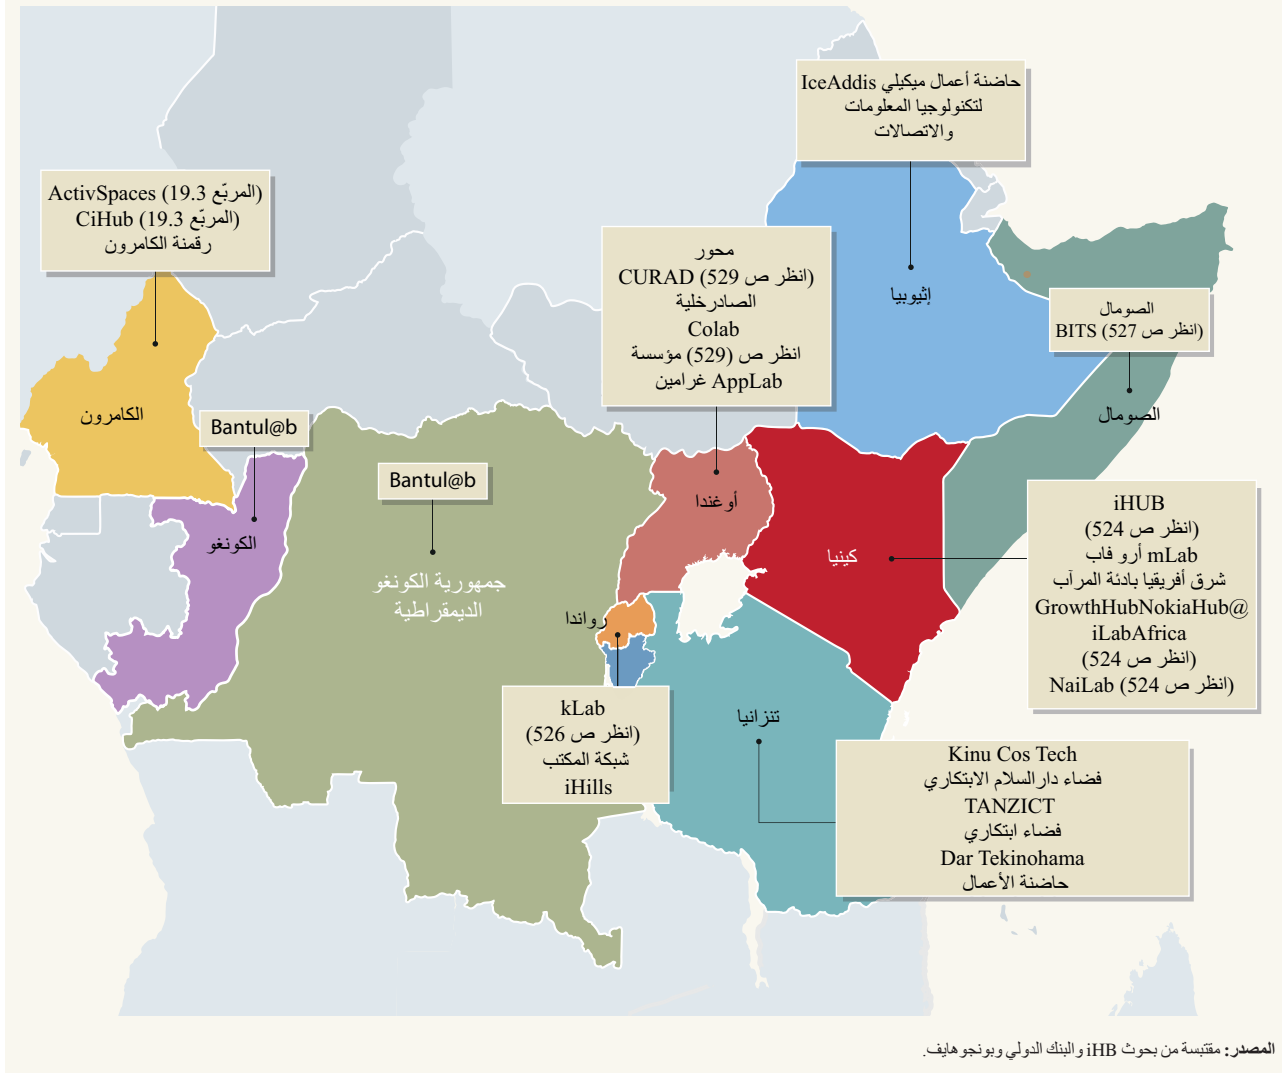 حاضنة أعمال ميكيلي IceAddis
لتكنولوجيا المعلومات
والاتصالات
إثيوبيا
ActivSpaces (المربّع 19.3)
CiHub (المربّع 19.3)
رقمنة الكامرون
الكامرون
محور
CURAD (انظر ص 529)
الصادرخلية
Colab
انظر ص (529) مؤسسة
AppLab غرامين
أوغندا
الصومال
BITS (انظر ص 527)
الصومال
Bantul@b
الكونغو
Bantul@b
جمهورية الكونغو
الديمقراطية
iHUB
(انظر ص 524)
mLab أرو فاب
شرق أفريقيا بادئة المرآب
GrowthHubNokiaHub@
iLabAfrica
(انظر ص 524)
NaiLab (انظر ص 524)
كينيا
رواندا
kLab
(انظر ص 526)
شبكة المكتب
iHills
تنزانيا
Kinu Cos Tech
فضاء دارالسلام الابتكاري
TANZICT
فضاء ابتكاري
Dar Tekinohama
حاضنة الأعمال
المصدر: مقتبسة من بحوث iHB والبنك الدولي وبونجوهايف.